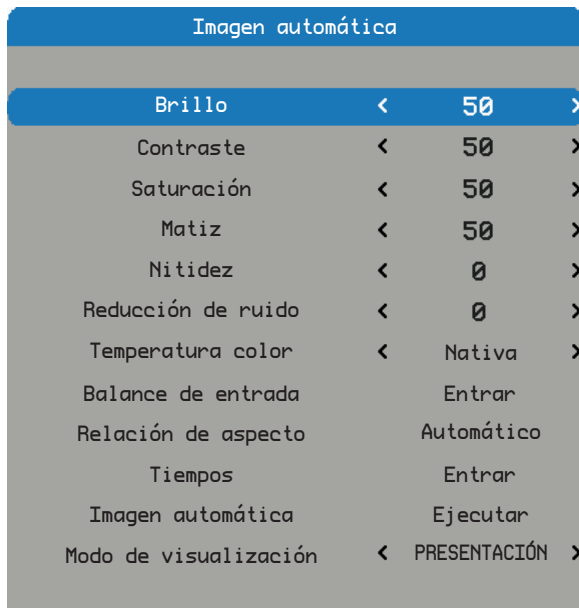 Imagen automática
Brillo < 50 >
Contraste < 50 >
Saturación < 50 >
Matiz < 50 >
Nitidez < 0 >
Reducción de ruido < 0 >
Temperatura color < Nativa >
Balance de entrada Entrar
Relación de aspecto Automático
Tiempos Entrar
Imagen automática Ejecutar
Modo de visualización < PRESENTACIÓN >